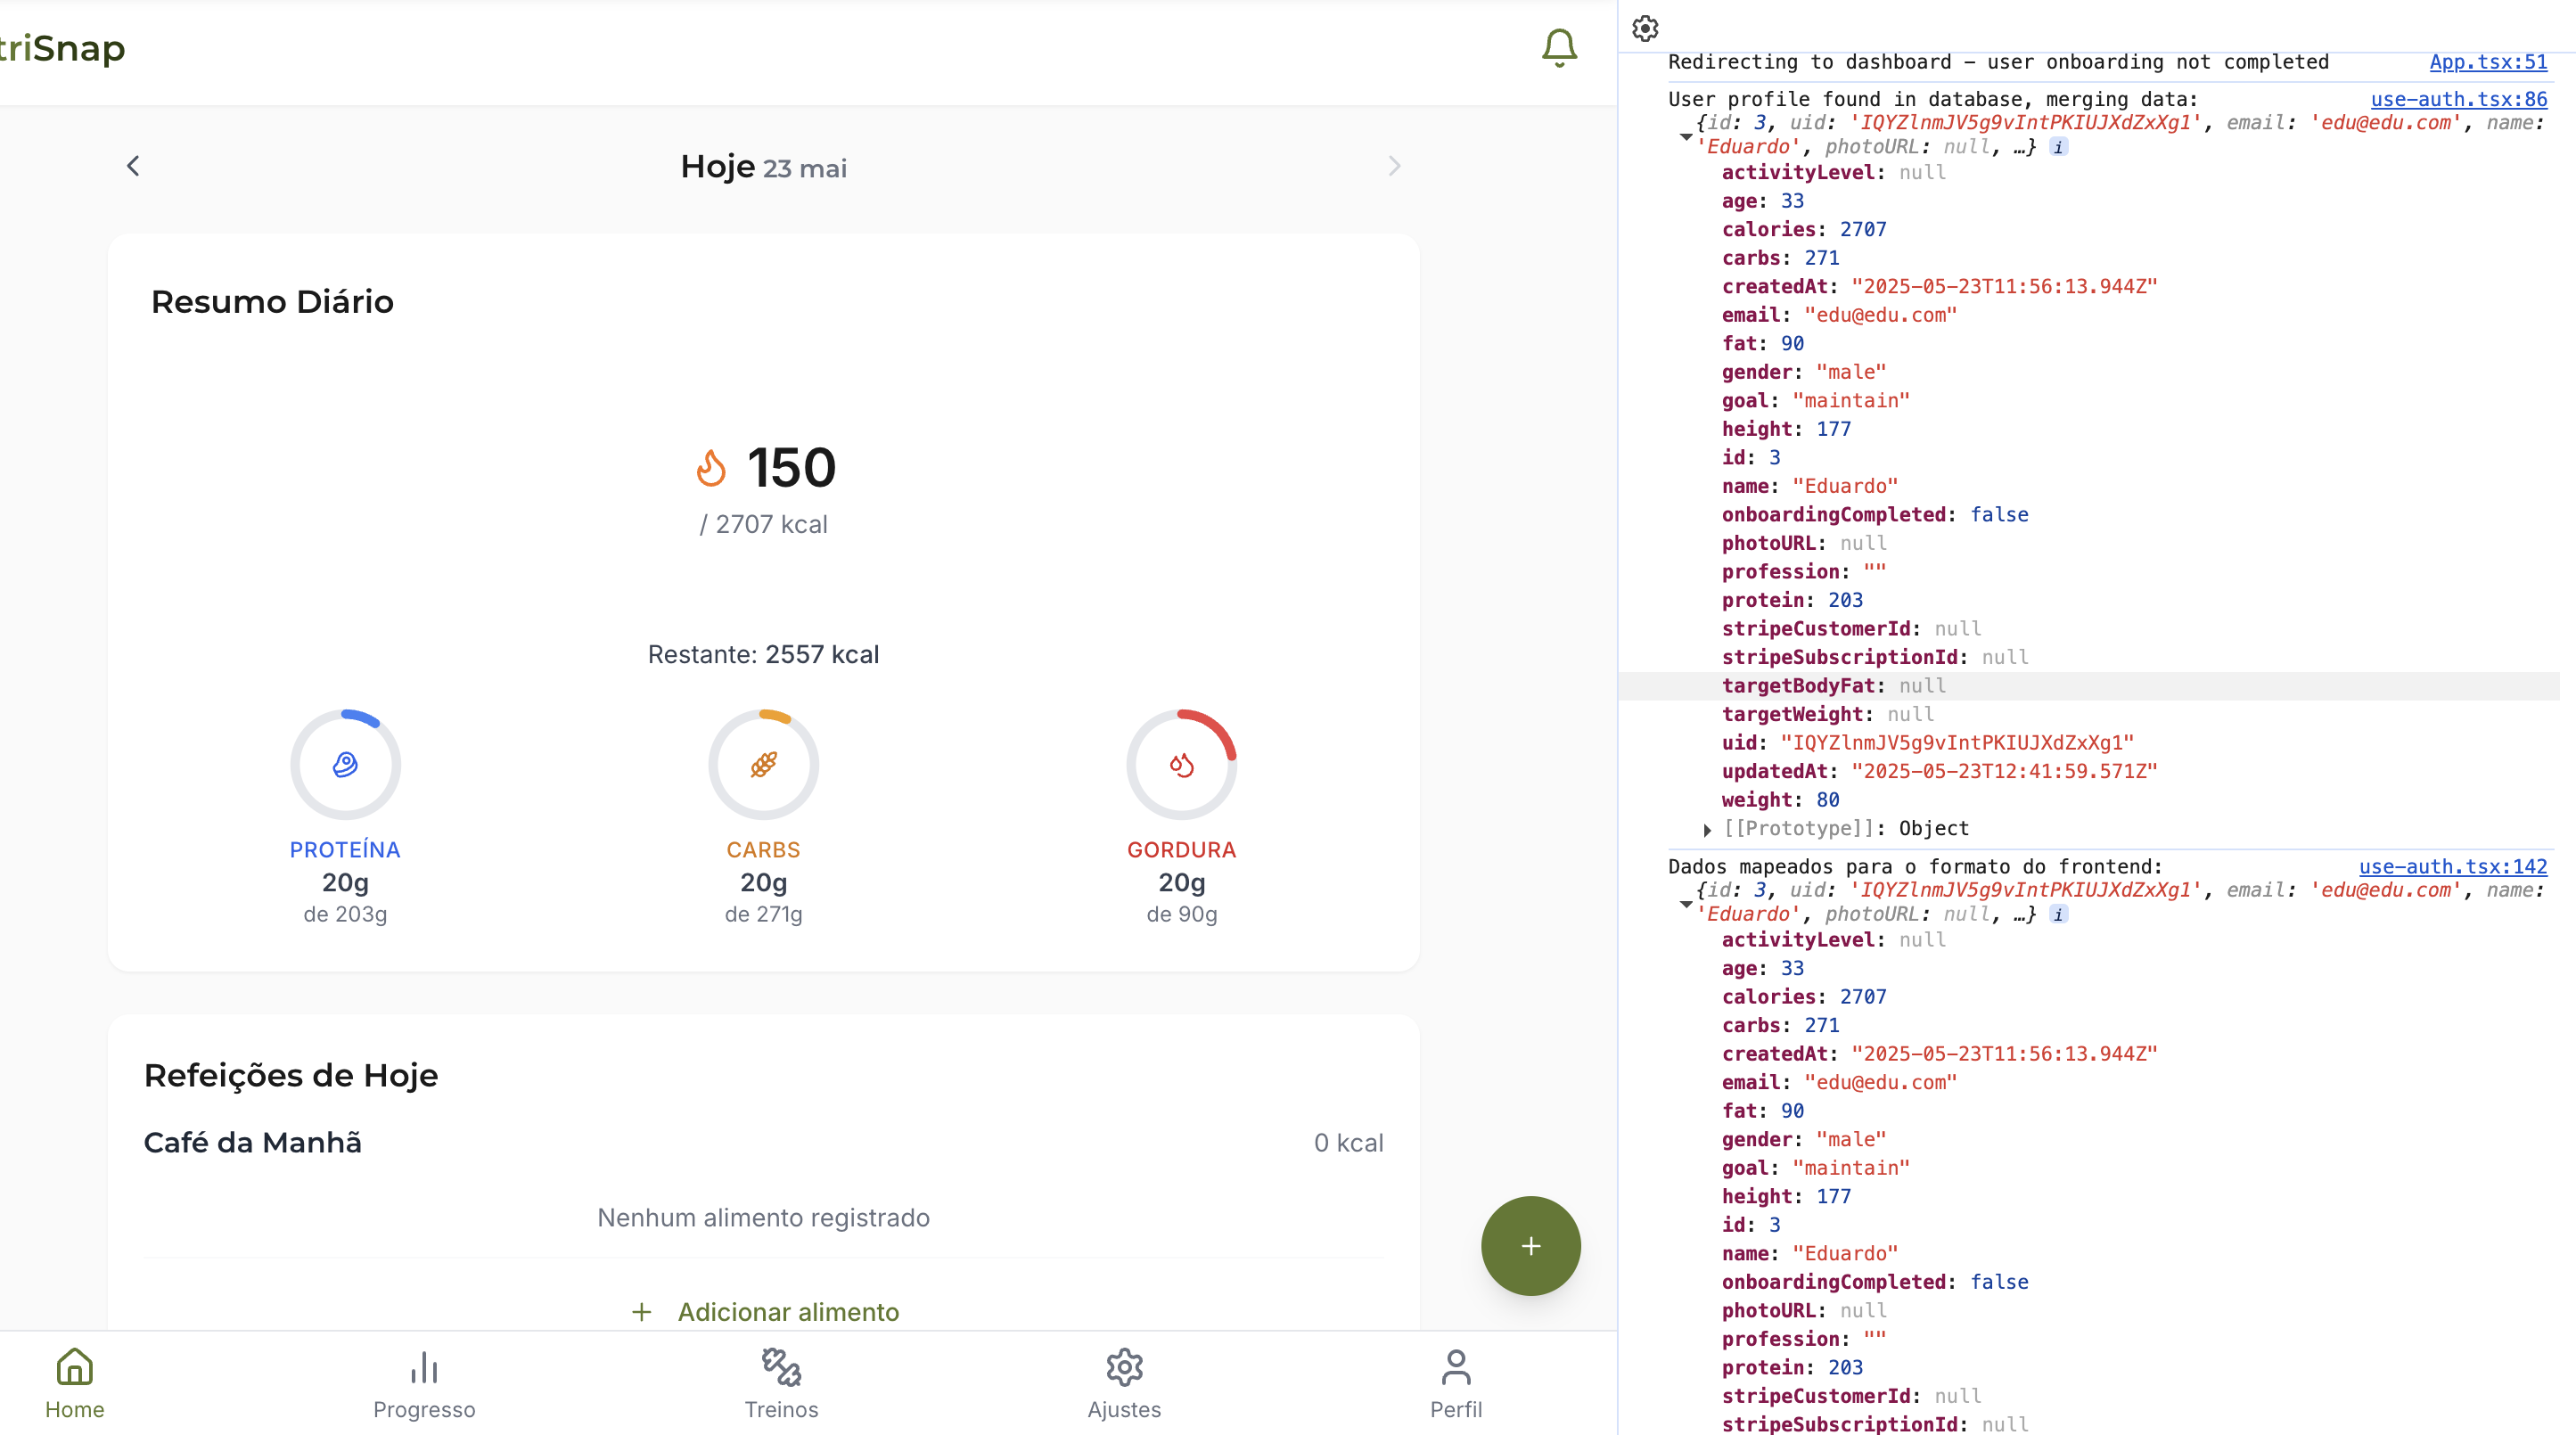 triSnap
Hoje 23 mai
Resumo Diário
150
/ 2707 kcal
Restante: 2557 kcal
PROTEÍNA
20g
de 203g
CARBS
20g
de 271g
GORDURA
20g
de 90g
Refeições de Hoje
Café da Manhã
0 kcal
Nenhum alimento registrado
+ Adicionar alimento
+
Home
Progresso
Treinos
Ajustes
Perfil
Redirecting to dashboard – user onboarding not completed App.tsx:51
User profile found in database, merging data: use-auth.tsx:86
{id: 3, uid: 'IQYZlnmJV5g9vIntPKIUJXdZxXg1', email: 'edu@edu.com', name:
'Eduardo', photoURL: null, …} i
activityLevel: null
age: 33
calories: 2707
carbs: 271
createdAt: "2025-05-23T11:56:13.944Z"
email: "edu@edu.com"
fat: 90
gender: "male"
goal: "maintain"
height: 177
id: 3
name: "Eduardo"
onboardingCompleted: false
photoURL: null
profession: ""
protein: 203
stripeCustomerId: null
stripeSubscriptionId: null
targetBodyFat: null
targetWeight: null
uid: "IQYZlnmJV5g9vIntPKIUJXdZxXg1"
updatedAt: "2025-05-23T12:41:59.571Z"
weight: 80
[[Prototype]]: Object
Dados mapeados para o formato do frontend: use-auth.tsx:142
{id: 3, uid: 'IQYZlnmJV5g9vIntPKIUJXdZxXg1', email: 'edu@edu.com', name:
'Eduardo', photoURL: null, …} i
activityLevel: null
age: 33
calories: 2707
carbs: 271
createdAt: "2025-05-23T11:56:13.944Z"
email: "edu@edu.com"
fat: 90
gender: "male"
goal: "maintain"
height: 177
id: 3
name: "Eduardo"
onboardingCompleted: false
photoURL: null
profession: ""
protein: 203
stripeCustomerId: null
stripeSubscriptionId: null